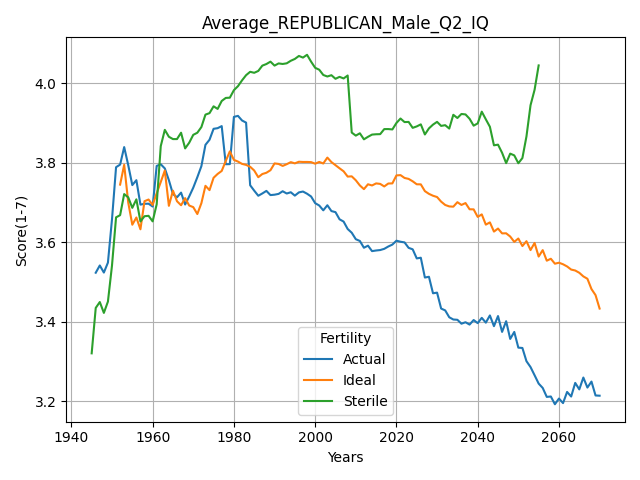 Average_REPUBLICAN_Male_Q2_IQ
Score(1-7)
4.0
3.8
3.6
3.4
3.2
Fertility
Actual
Ideal
Sterile
1940 1960 1980 2000 2020 2040 2060
Years